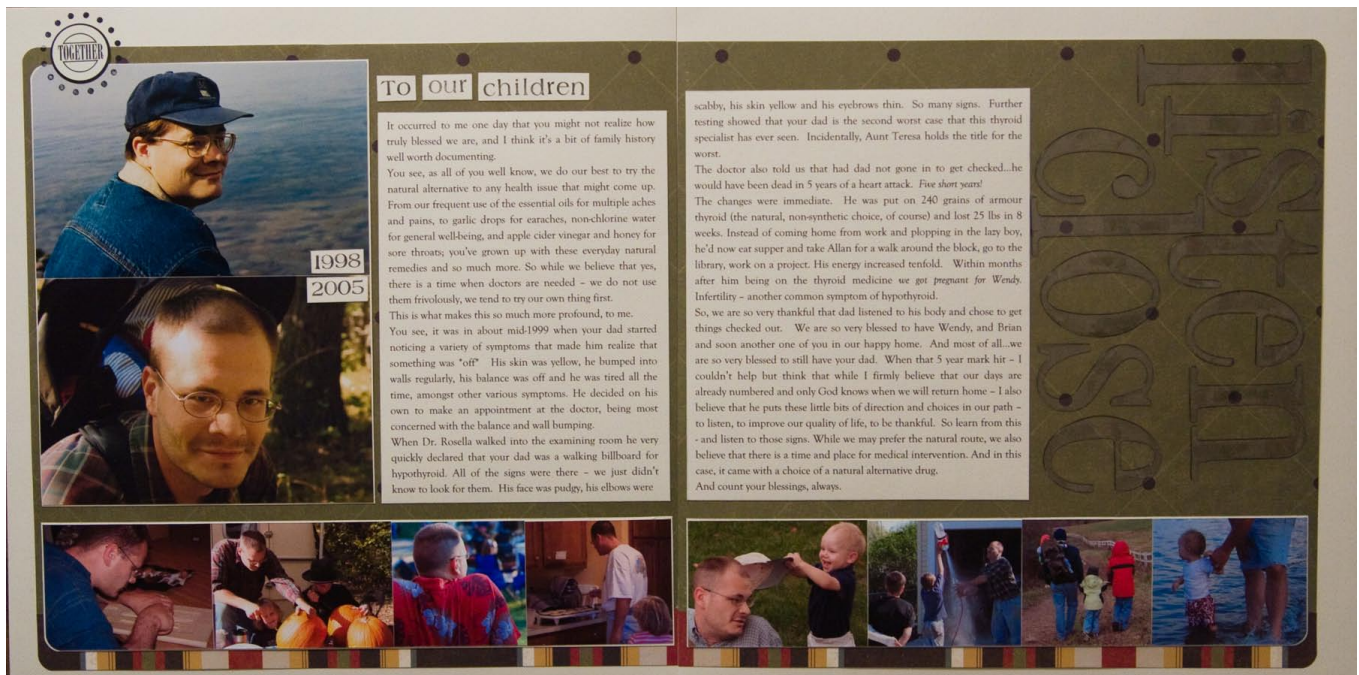 TOGETHER
To our children
1998
2005
It occurred to me one day that you might not realize how
truly blessed we are, and I think it's a bit of family history
well worth documenting.
You see, as all of you well know, we do our best to try the
natural alternative to any health issue that might come up.
From our frequent use of the essential oils for multiple aches
and pains, to garlic drops for earaches, non-chlorine water
for general well-being, and apple cider vinegar and honey for
sore throats; you've grown up with these everyday natural
remedies and so much more. So while we believe that yes,
there is a time when doctors are needed – we do not use
them frivolously, we tend to try our own thing first.
This is what makes this so much more profound, to me.
You see, it was in about mid-1999 when your dad started
noticing a variety of symptoms that made him realize that
something was "off" His skin was yellow, he bumped into
walls regularly, his balance was off and he was tired all the
time, amongst other various symptoms. He decided on his
own to make an appointment at the doctor, being most
concerned with the balance and wall bumping.
When Dr. Rosella walked into the examining room he very
quickly declared that your dad was a walking billboard for
hypothyroid. All of the signs were there – we just didn't
know to look for them. His face was pudgy, his elbows were
scabby, his skin yellow and his eyebrows thin. So many signs. Further
testing showed that your dad is the second worst case that this thyroid
specialist has ever seen. Incidentally, Aunt Teresa holds the title for the
worst.
The doctor also told us that had dad not gone in to get checked...he
would have been dead in 5 years of a heart attack. Five short years!
The changes were immediate. He was put on 240 grains of armour
thyroid (the natural, non-synthetic choice, of course) and lost 25 lbs in 8
weeks. Instead of coming home from work and plopping in the lazy boy,
he'd now eat supper and take Allan for a walk around the block, go to the
library, work on a project. His energy increased tenfold. Within months
after him being on the thyroid medicine we got pregnant for Wendy.
Infertility – another common symptom of hypothyroid.
So, we are so very thankful that dad listened to his body and chose to get
things checked out. We are so very blessed to have Wendy, and Brian
and soon another one of you in our happy home. And most of all...we
are so very blessed to still have your dad. When that 5 year mark hit – I
couldn't help but think that while I firmly believe that our days are
already numbered and only God knows when we will return home – I also
believe that he puts these little bits of direction and choices in our path –
to listen, to improve our quality of life, to be thankful. So learn from this
- and listen to those signs. While we may prefer the natural route, we also
believe that there is a time and place for medical intervention. And in this
case, it came with a choice of a natural alternative drug.
And count your blessings, always.
listen
close